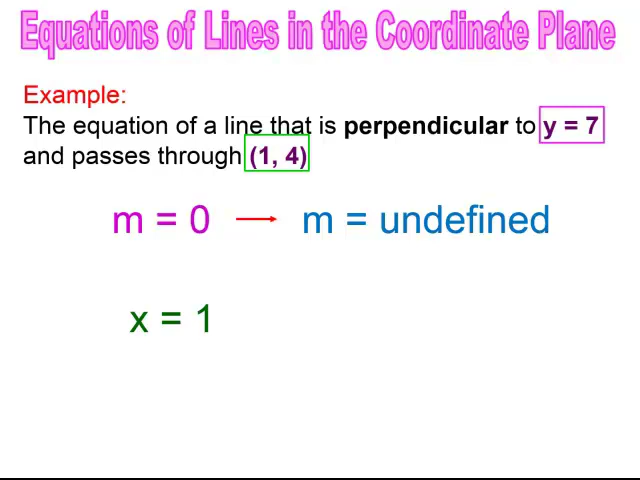 Equations of Lines in the Coordinate Plane
Example:
The equation of a line that is perpendicular to y = 7
and passes through (1, 4)
m = 0 → m = undefined
x = 1